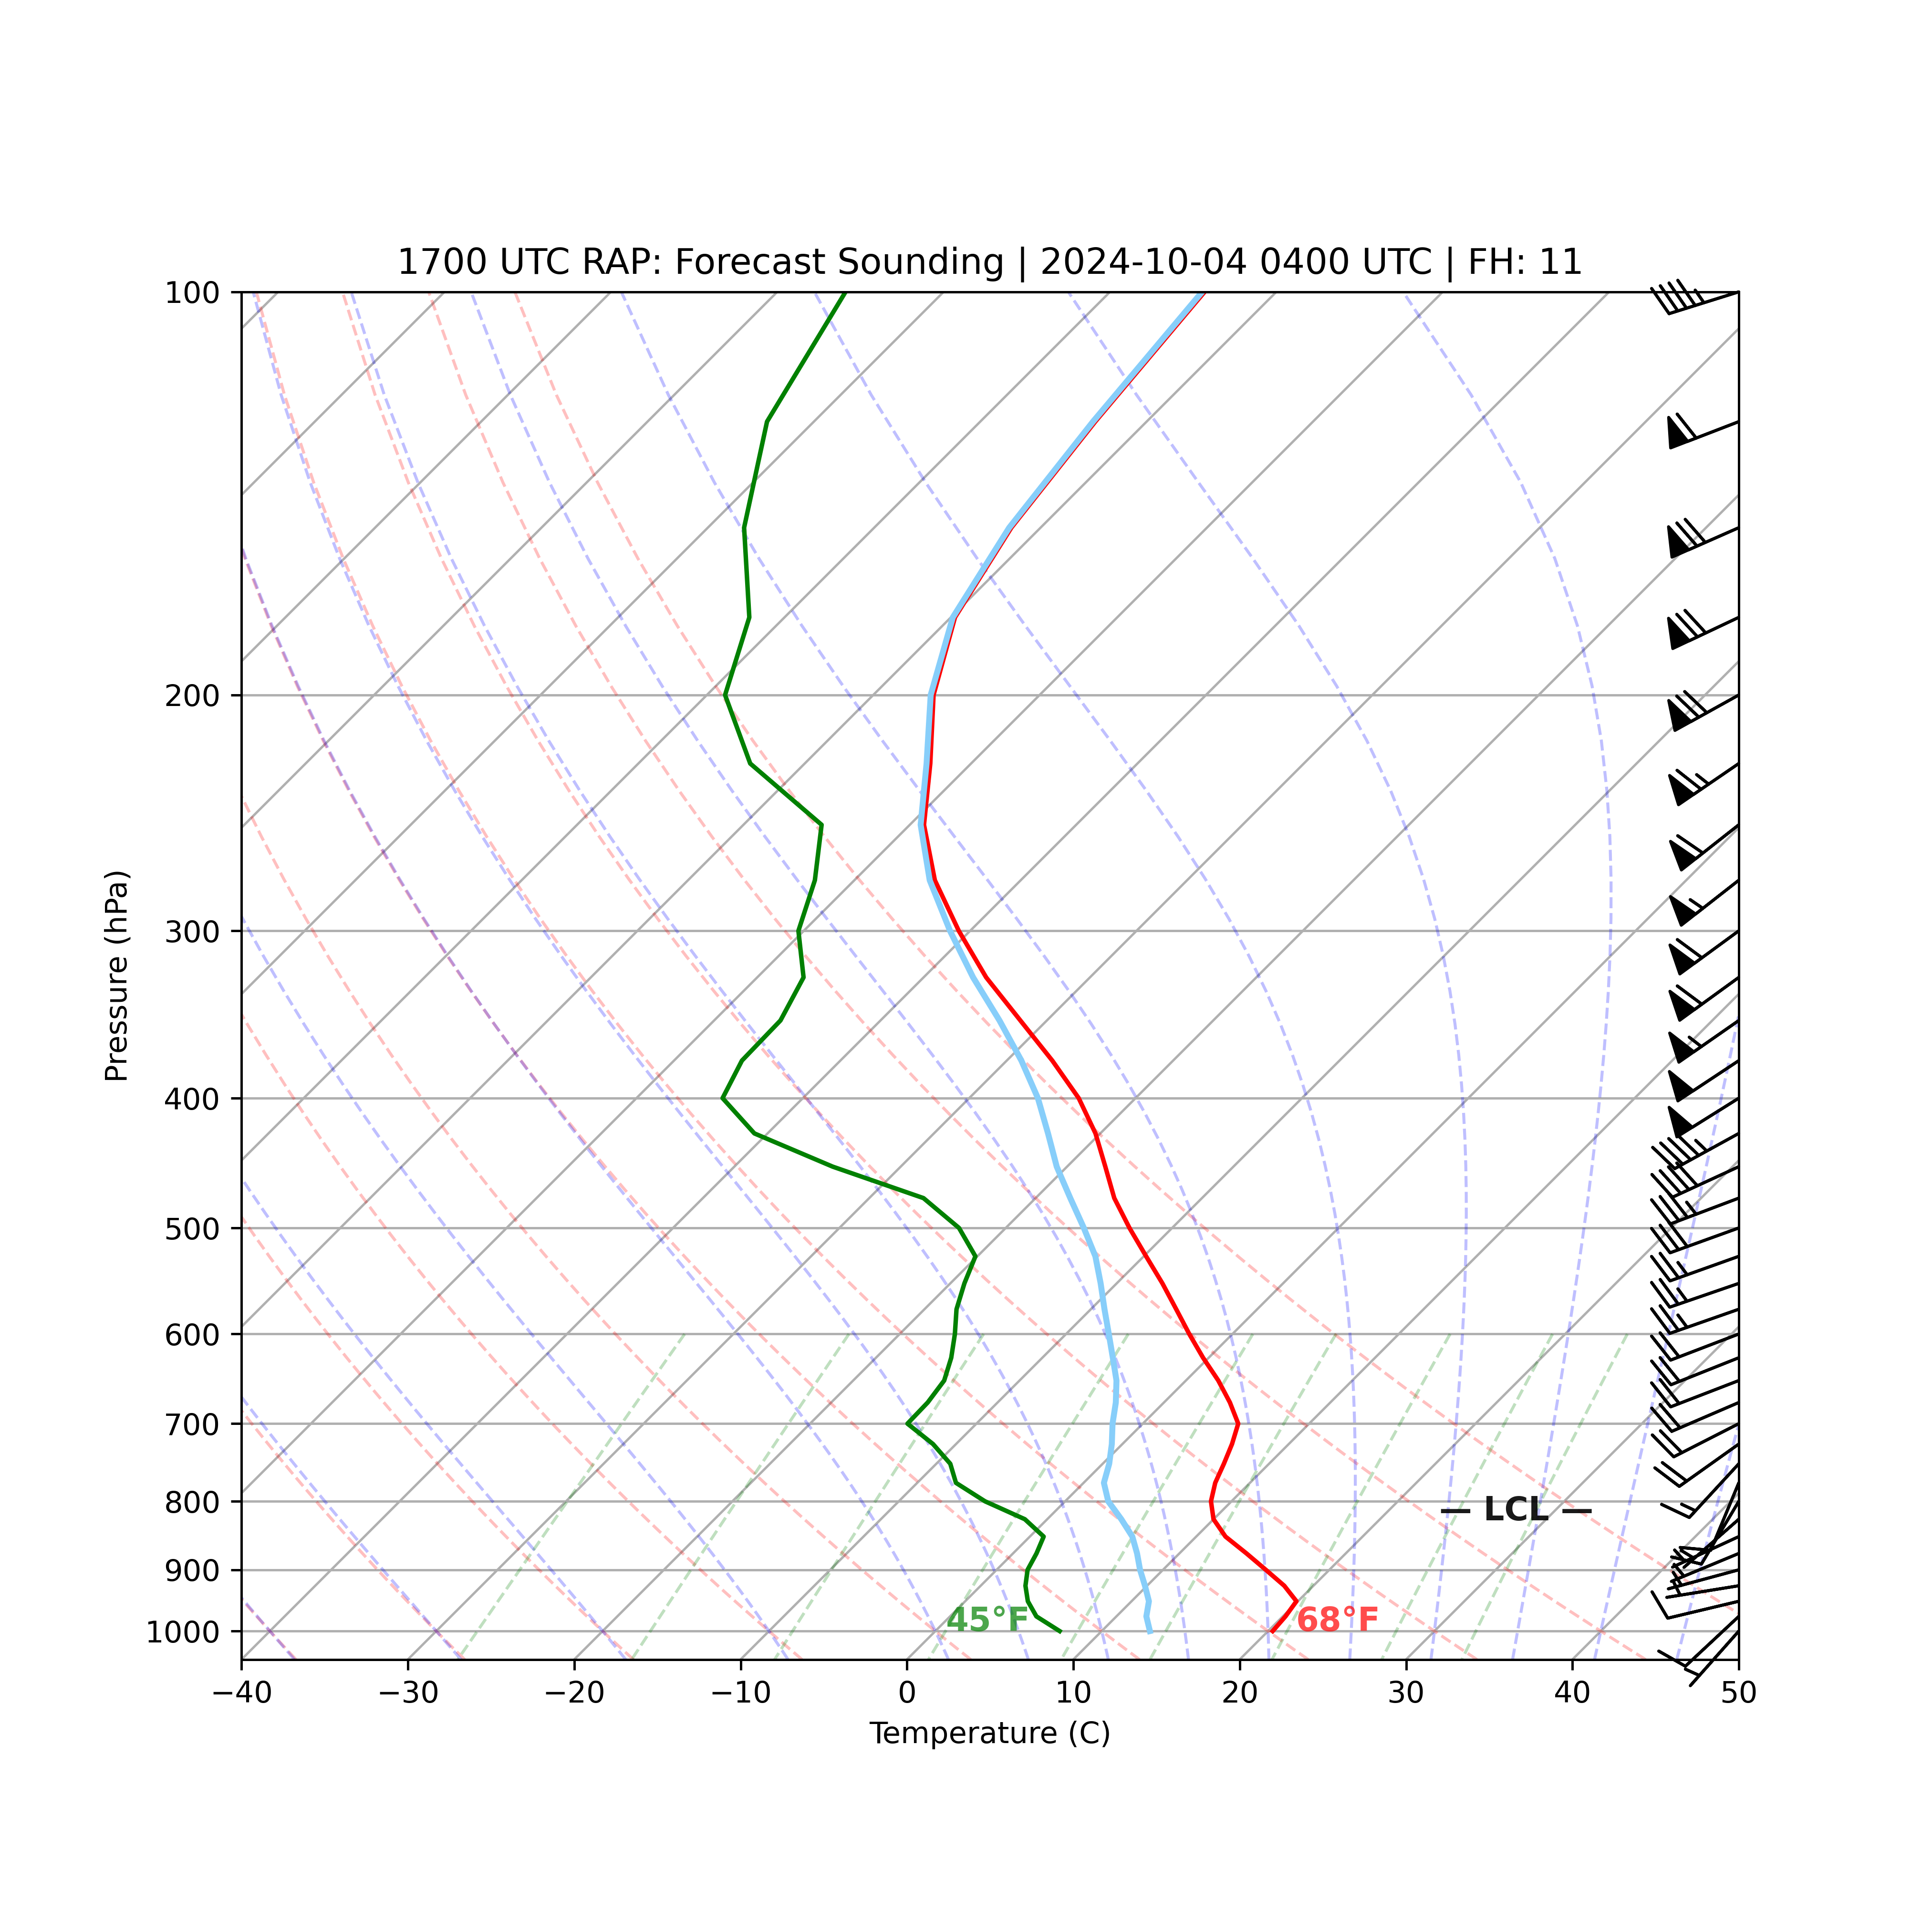 1700 UTC RAP: Forecast Sounding | 2024-10-04 0400 UTC | FH: 11
100
200
300
400
500
600
700
800
900
1000
Pressure (hPa)
— LCL —
45°F
68°F
−40 −30 −20 −10 0 10 20 30 40 50
Temperature (C)